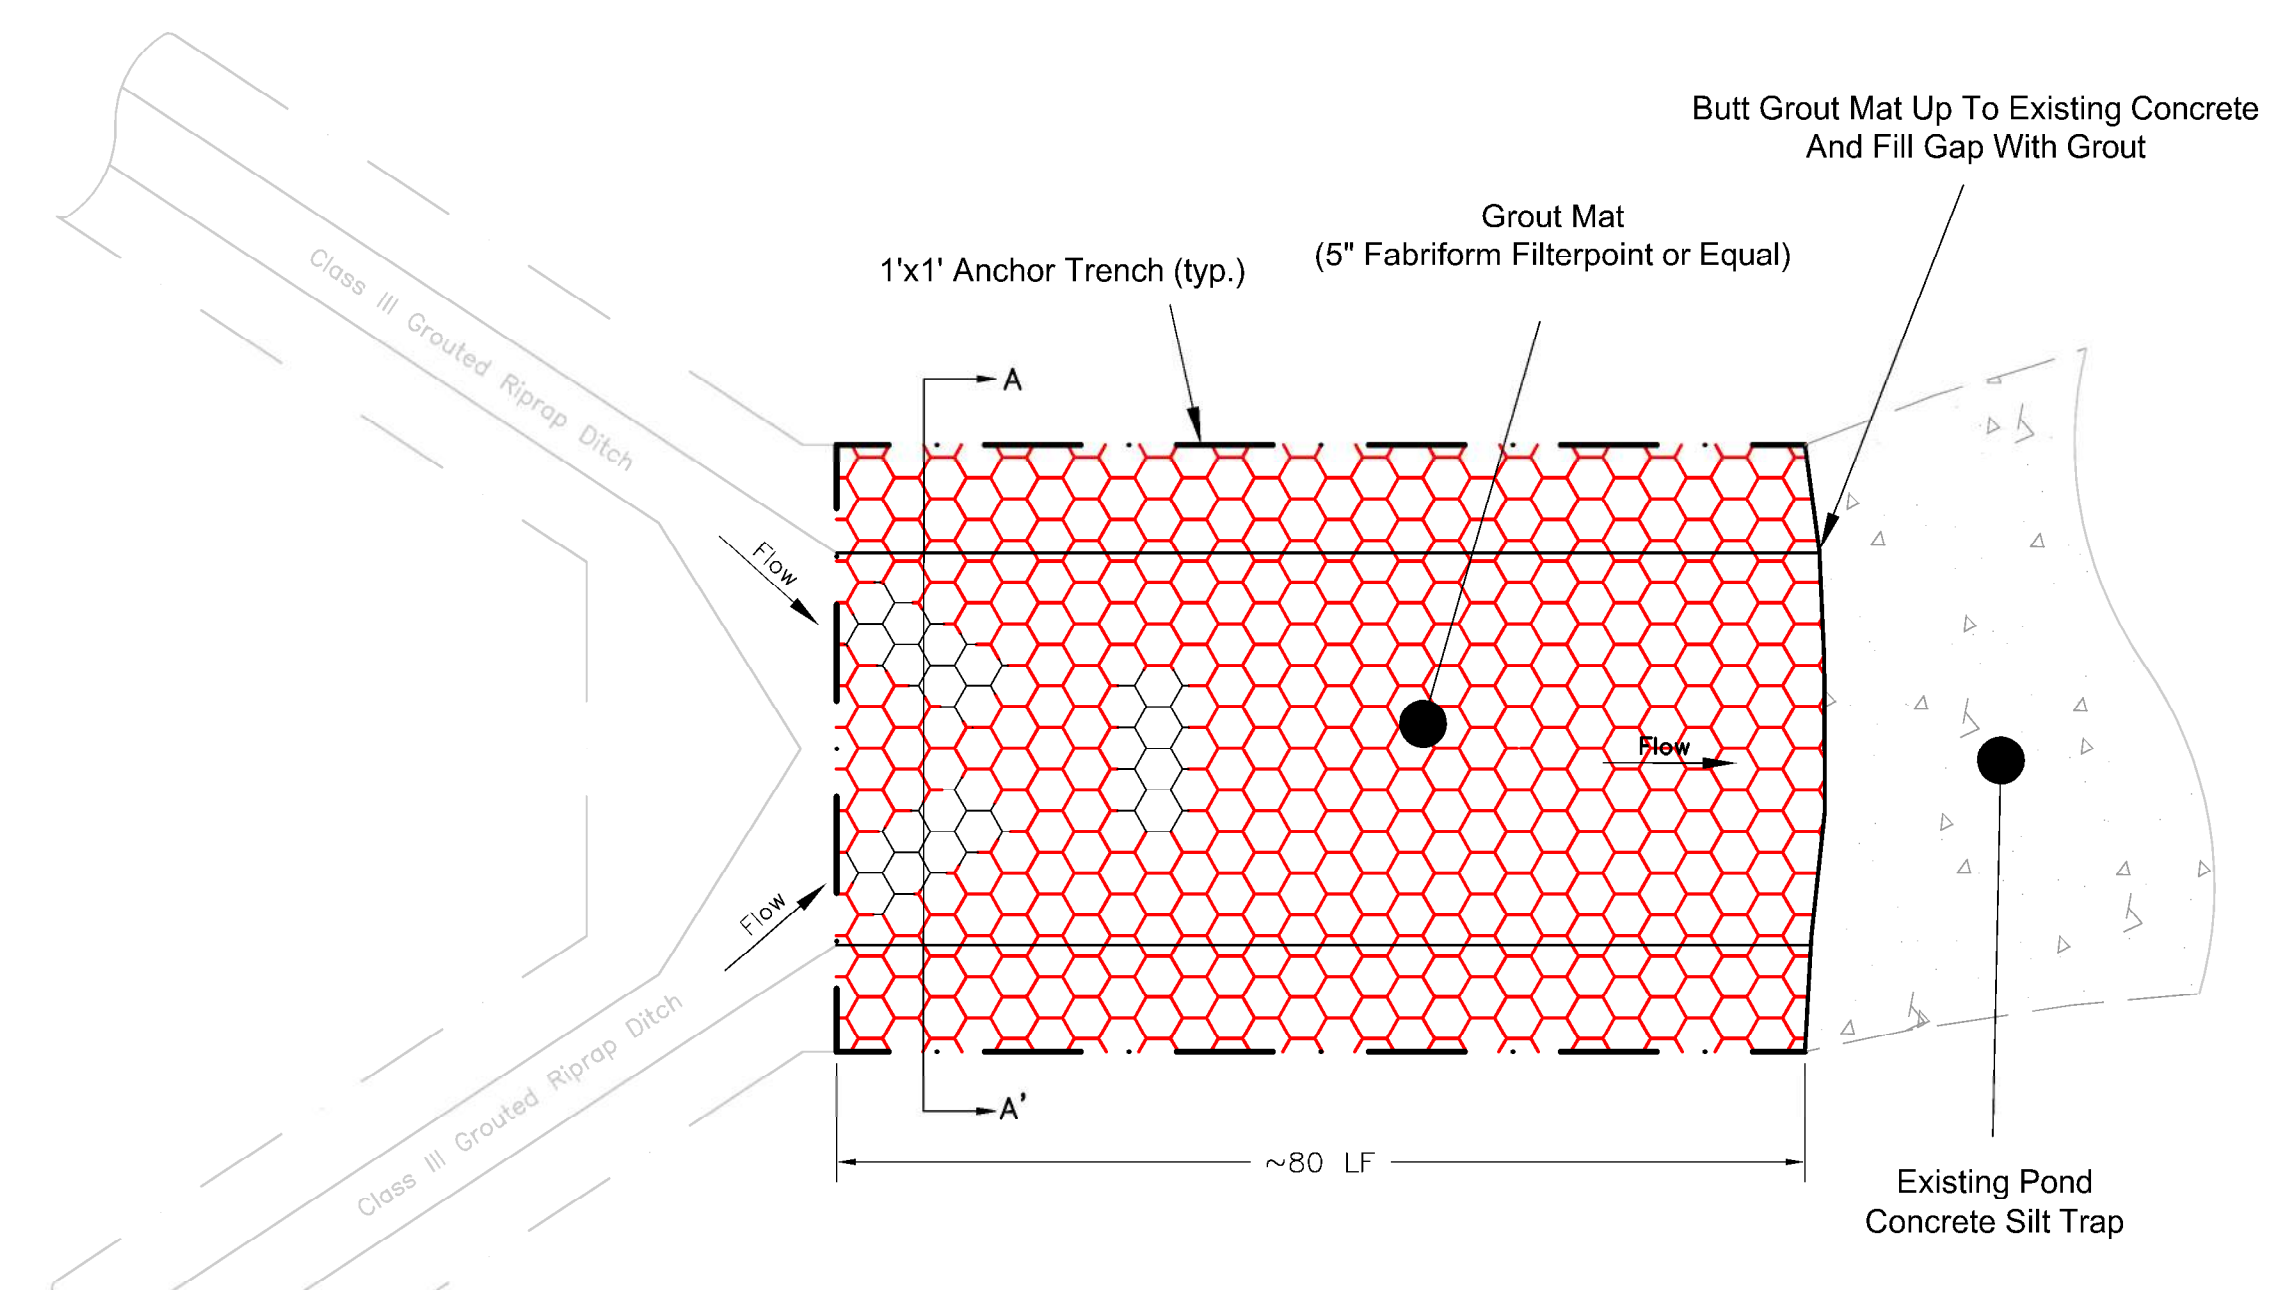 Butt Grout Mat Up To Existing Concrete
And Fill Gap With Grout
Grout Mat
(5" Fabriform Filterpoint or Equal)
1'x1' Anchor Trench (typ.)
Class III Grouted Riprap Ditch
A
Flow
Flow
Flow
Class III Grouted Riprap Ditch
A'
~80 LF
Existing Pond
Concrete Silt Trap